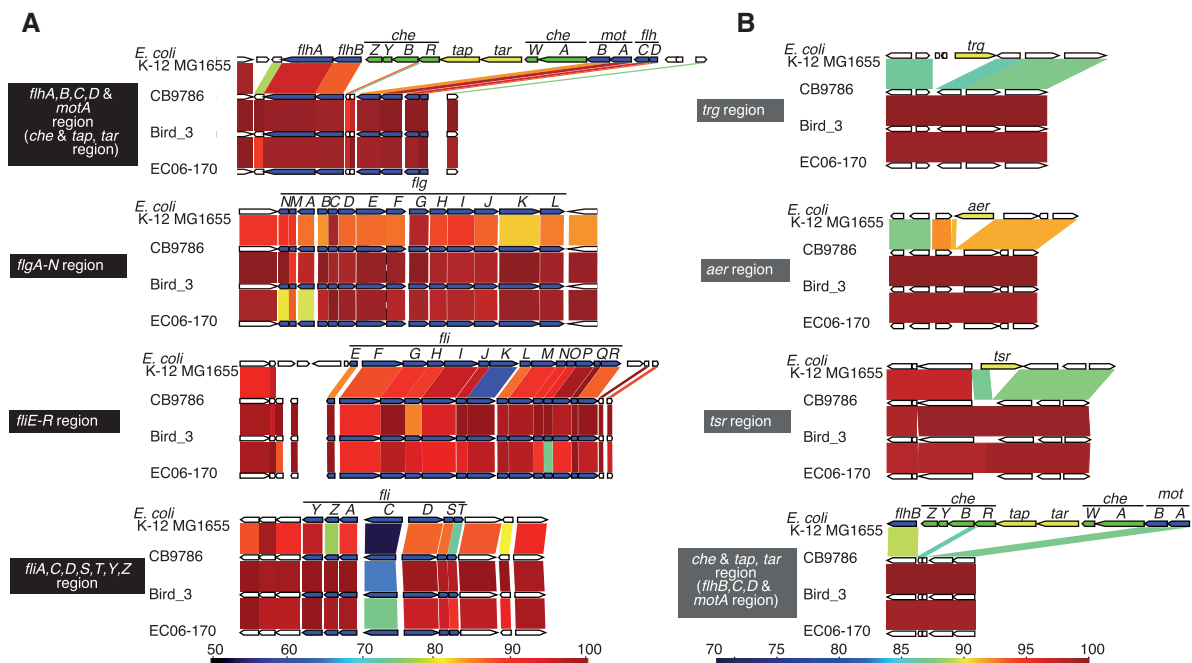 A
che
mot
flh
flhA
flhB
Z Y B R
tap
tar
W A
B A
C D
E. coli
K-12 MG1655
CB9786
Bird_3
EC06-170
flhA,B,C,D &
motA
region
(che & tap, tar
region)
flg
N M A B C D E F G H I J K L
E. coli
K-12 MG1655
CB9786
Bird_3
EC06-170
flgA-N region
fli
E F G H I J K L M N O P Q R
E. coli
K-12 MG1655
CB9786
Bird_3
EC06-170
fliE-R region
fli
Y Z A C D S T
E. coli
K-12 MG1655
CB9786
Bird_3
EC06-170
fliA,C,D,S,T,Y,Z
region
50 60 70 80 90 100
B
trg
E. coli
K-12 MG1655
CB9786
Bird_3
EC06-170
trg region
aer
E. coli
K-12 MG1655
CB9786
Bird_3
EC06-170
aer region
tsr
E. coli
K-12 MG1655
CB9786
Bird_3
EC06-170
tsr region
che
che
mot
flhB
Z Y B R
tap
tar
W A
B A
E. coli
K-12 MG1655
CB9786
Bird_3
EC06-170
che & tap, tar
region
(flhB,C,D &
motA region)
70 75 80 85 90 95 100